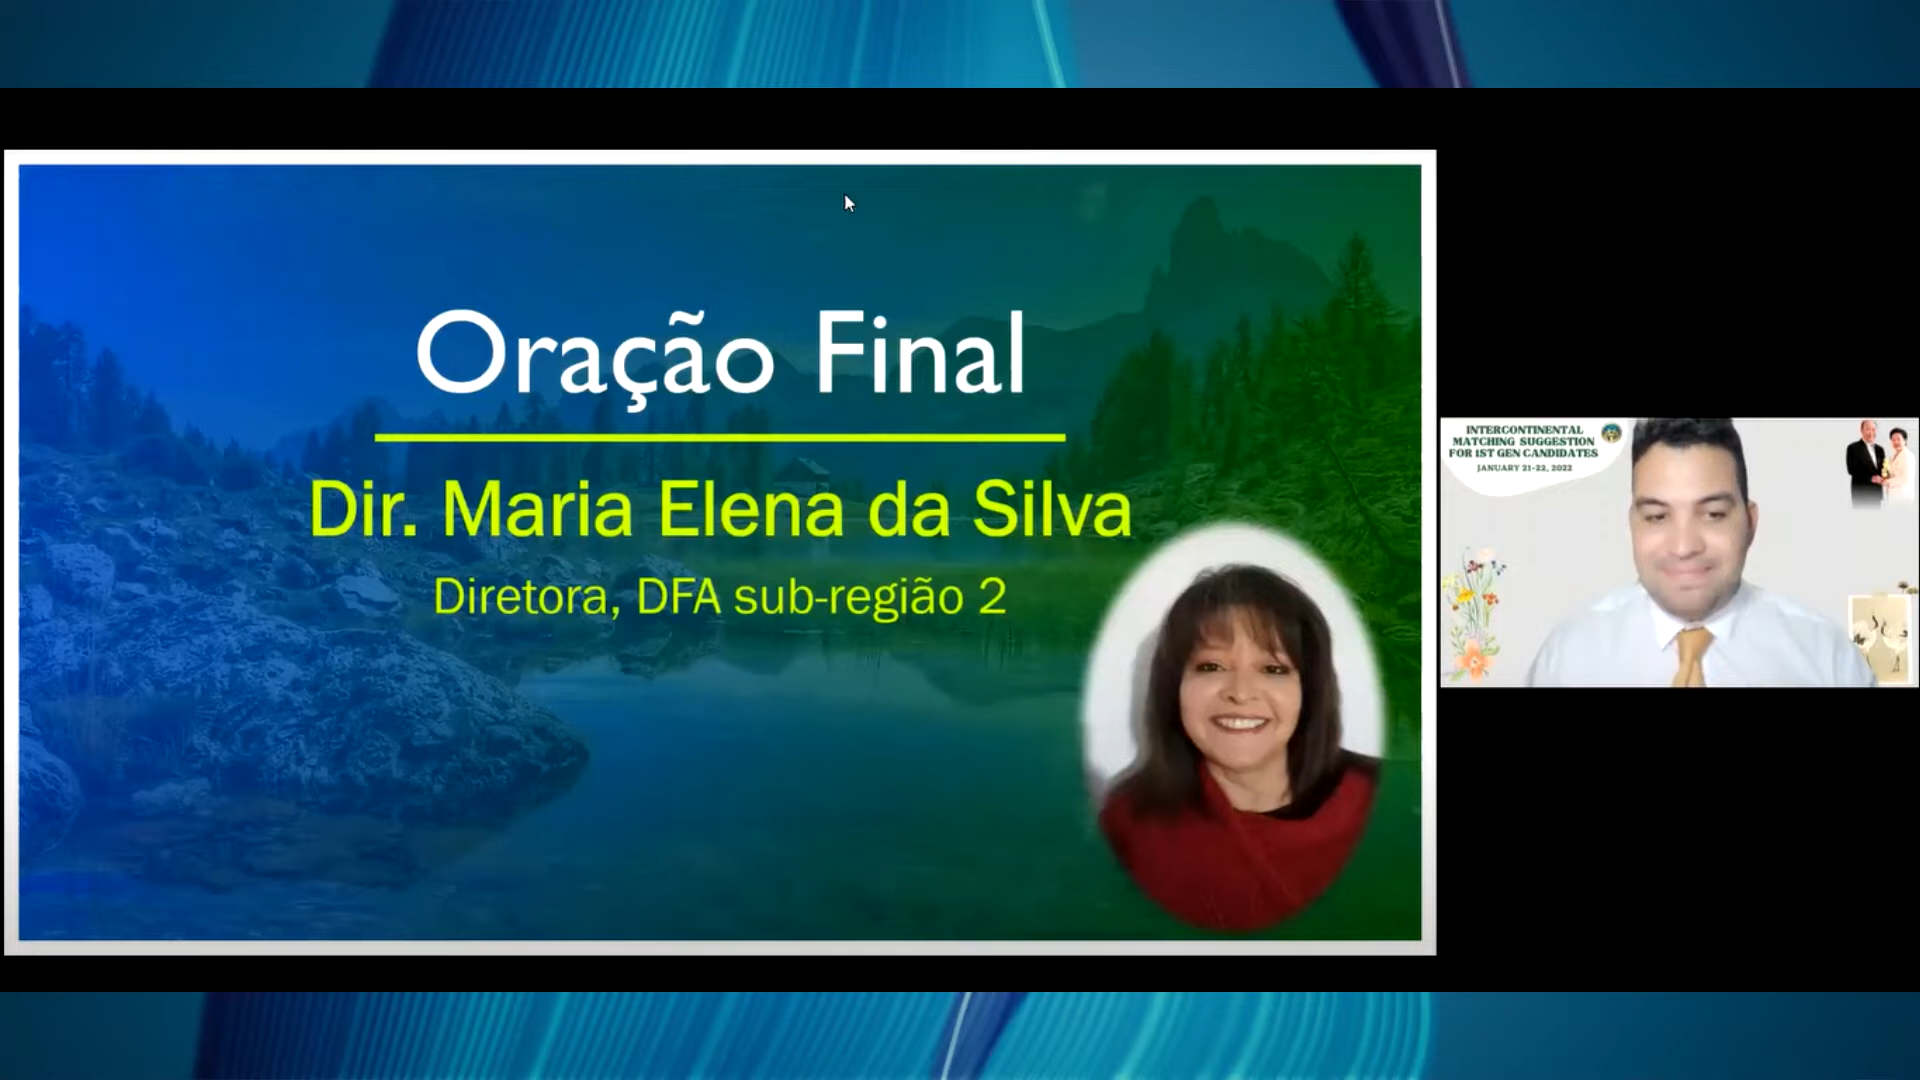 Oração Final
Dir. Maria Elena da Silva
Diretora, DFA sub-região 2
INTERCONTINENTAL
MATCHING SUGGESTION
FOR 1ST GEN CANDIDATES
JANUARY 21-22, 2022